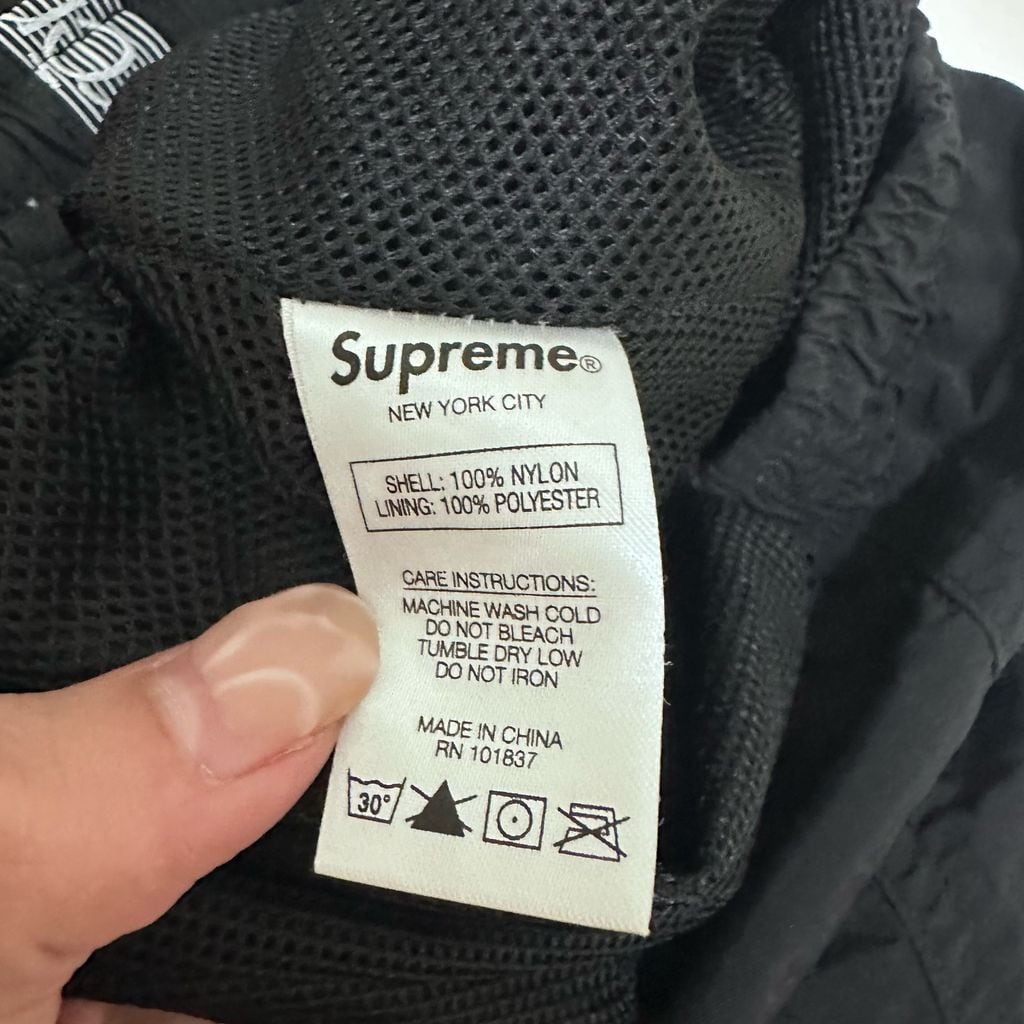 Supreme®
NEW YORK CITY
SHELL: 100% NYLON
LINING: 100% POLYESTER
CARE INSTRUCTIONS:
MACHINE WASH COLD
DO NOT BLEACH
TUMBLE DRY LOW
DO NOT IRON
MADE IN CHINA
RN 101837
30°